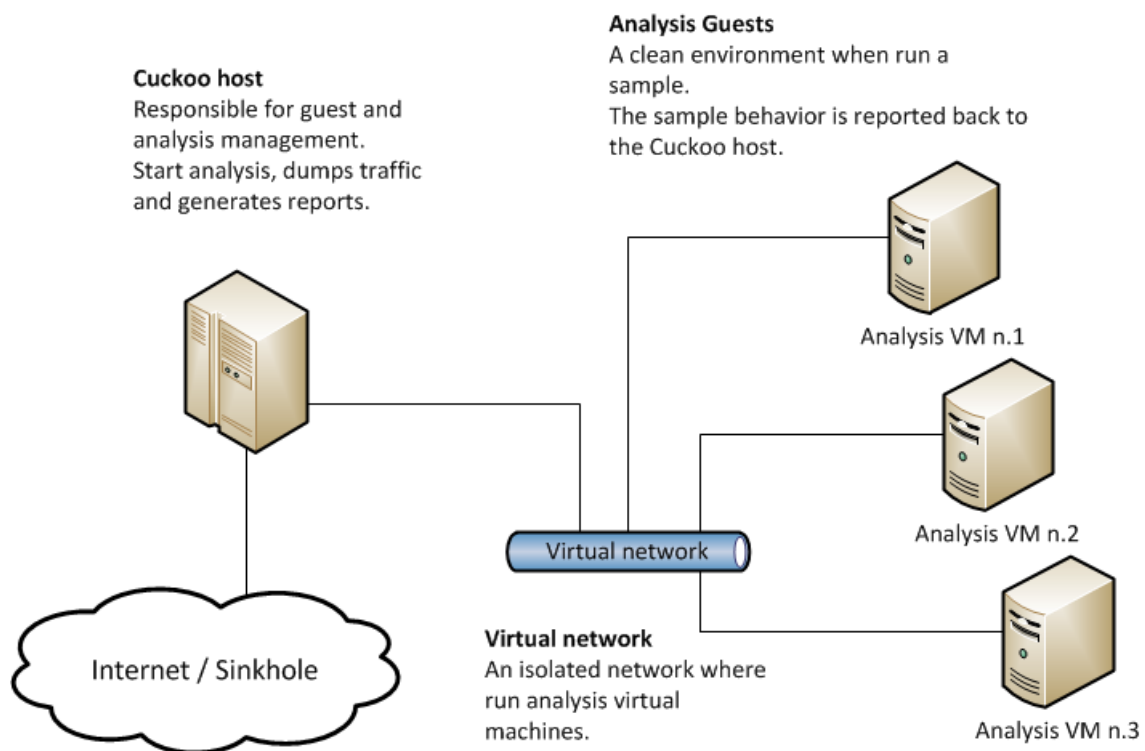 Cuckoo host
Responsible for guest and
analysis management.
Start analysis, dumps traffic
and generates reports.
Analysis Guests
A clean environment when run a
sample.
The sample behavior is reported back to
the Cuckoo host.
Analysis VM n.1
Analysis VM n.2
Virtual network
Internet / Sinkhole
Virtual network
An isolated network where
run analysis virtual
machines.
Analysis VM n.3